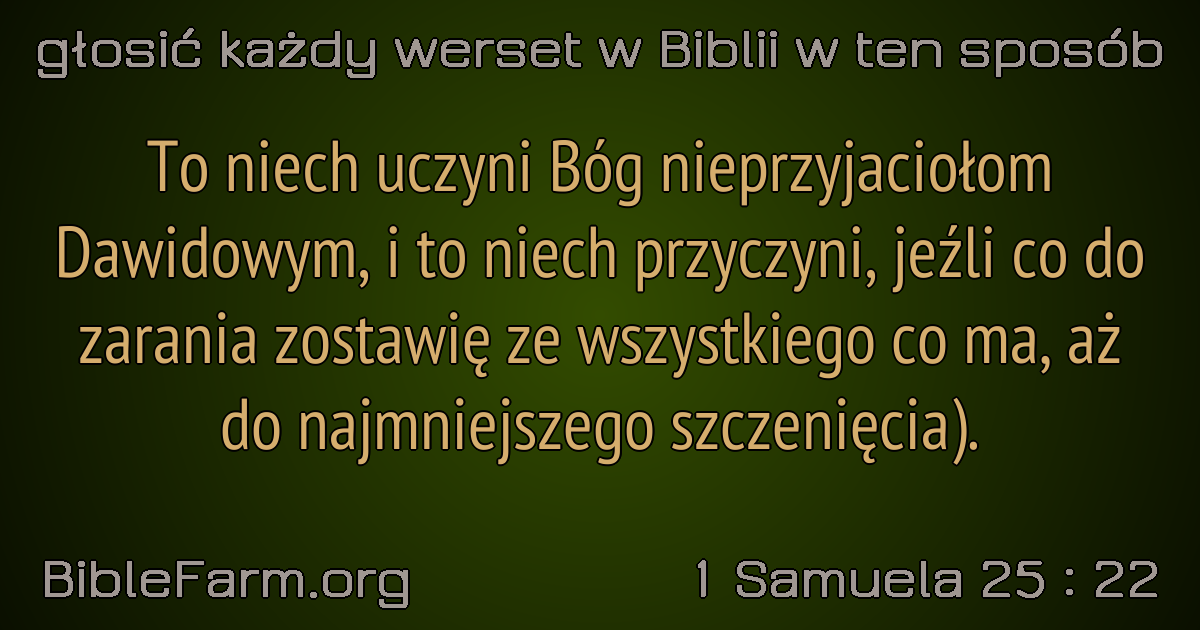 głosić każdy werset w Biblii w ten sposób
To niech uczyni Bóg nieprzyjaciołom
Dawidowym, i to niech przyczyni, jeźli co do
zarania zostawię ze wszystkiego co ma, aż
do najmniejszego szczenięcia).
BibleFarm.org
1 Samuela 25 : 22